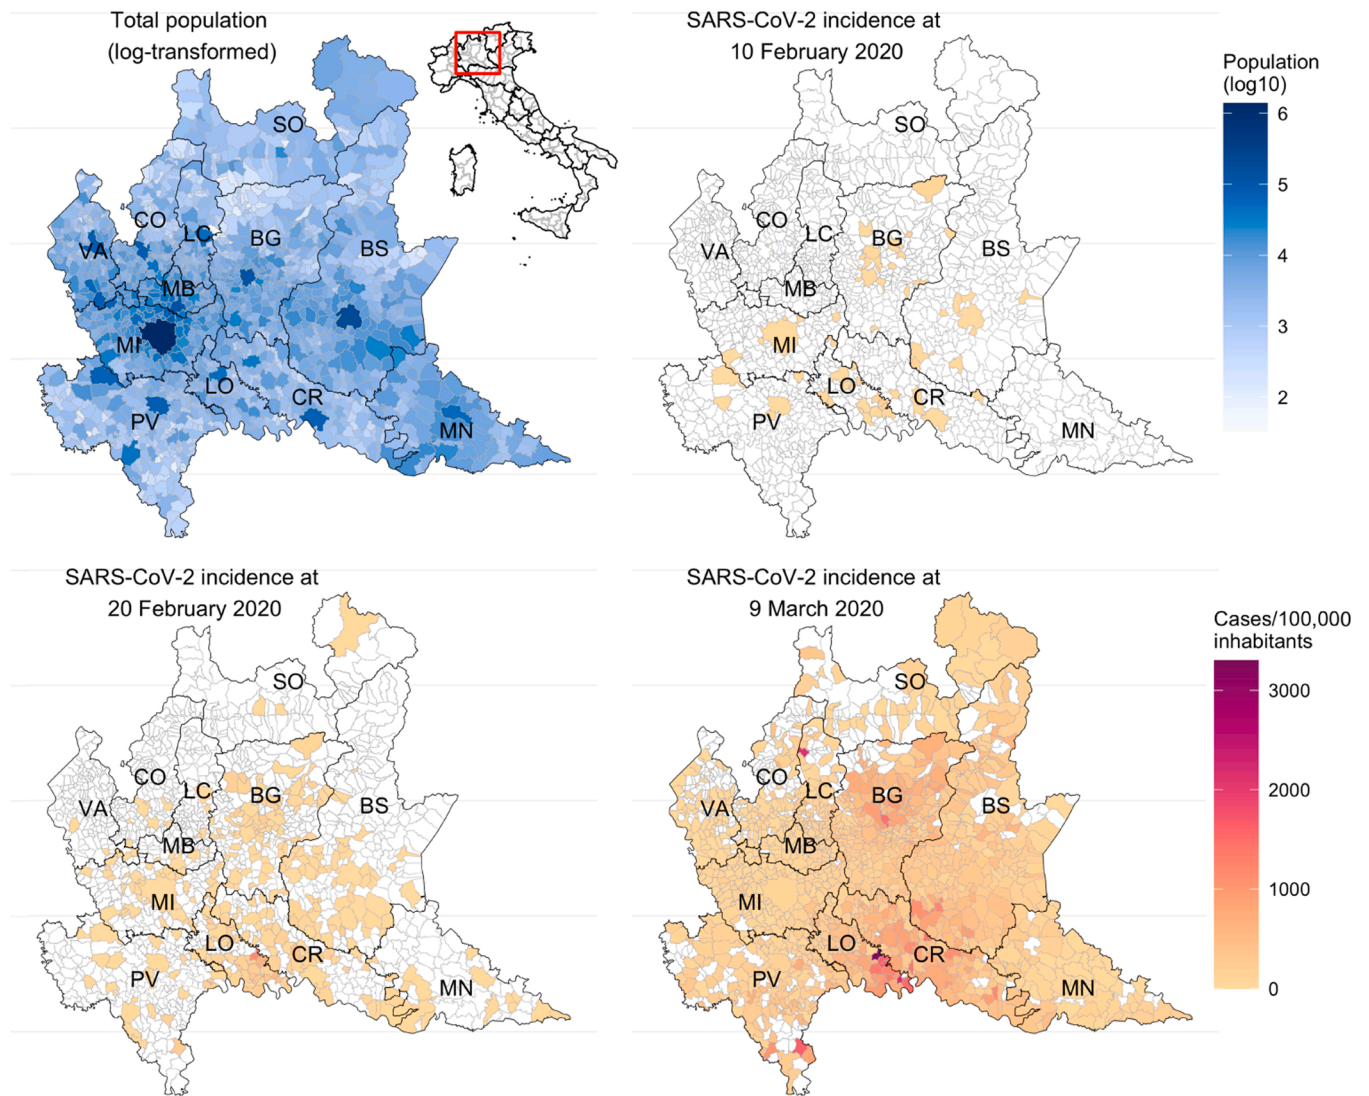 Total population
(log-transformed)
SO
CO
LC
BG
VA
BS
MB
MI
LO
CR
PV
MN
SARS-CoV-2 incidence at
10 February 2020
SO
CO
LC
BG
VA
BS
MB
MI
LO
CR
PV
MN
Population
(log10)
6
5
4
3
2
SARS-CoV-2 incidence at
20 February 2020
SO
CO
LC
BG
VA
BS
MB
MI
LO
CR
PV
MN
SARS-CoV-2 incidence at
9 March 2020
SO
CO
LC
BG
VA
BS
MB
MI
LO
CR
PV
MN
Cases/100,000
inhabitants
3000
2000
1000
0